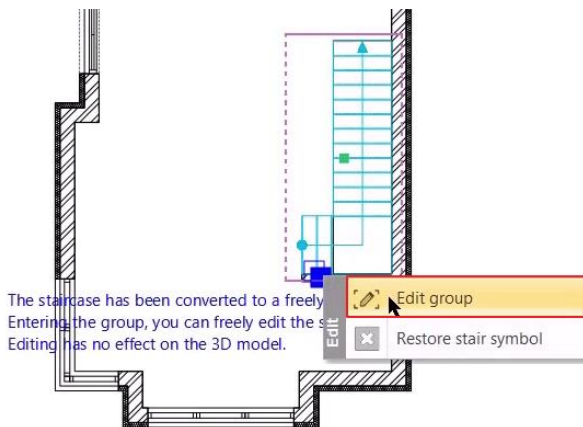 The staircase has been converted to a freely
Entering the group, you can freely edit the s
Editing has no effect on the 3D model.
Edit
Edit group
Restore stair symbol